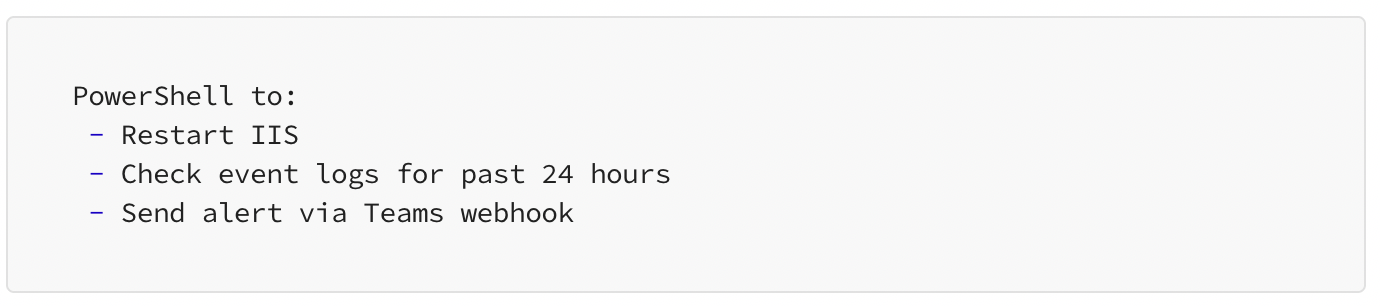 PowerShell to:
- Restart IIS
- Check event logs for past 24 hours
- Send alert via Teams webhook